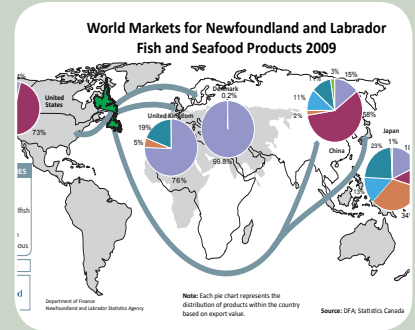 World Markets for Newfoundland and Labrador
Fish and Seafood Products 2009
United
States
73%
United Kingdom
19%
5%
76%
Denmark
0.2%
99.8%
3%
15%
11%
2%
58%
China
Japan
1%
23%
13%
lfish
Department of Finance
Newfoundland and Labrador Statistics Agency
Note: Each pie chart represents the
distribution of products within the country
based on export value.
Source: DFA; Statistics Canada